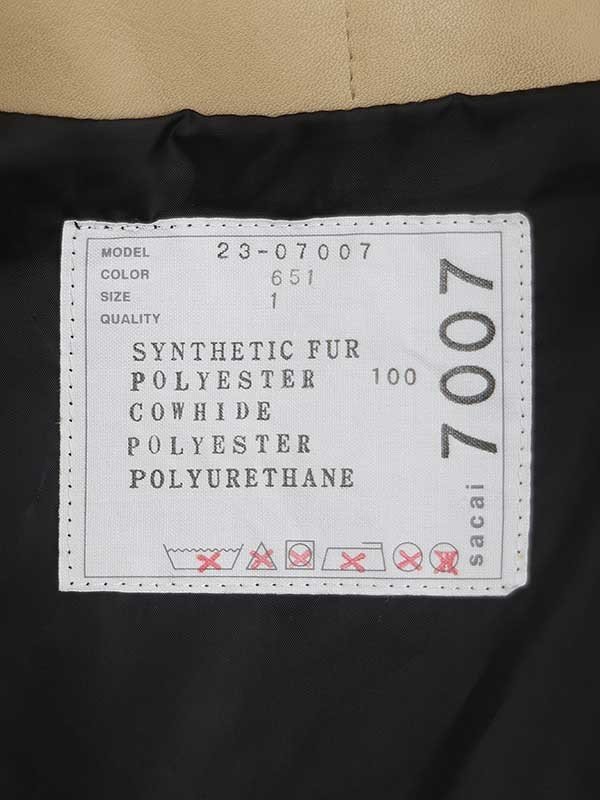 MODEL 23-07007
COLOR 651
SIZE 1
QUALITY
SYNTHETIC FUR
POLYESTER 100
COWHIDE
POLYESTER
POLYURETHANE
sacai 7007